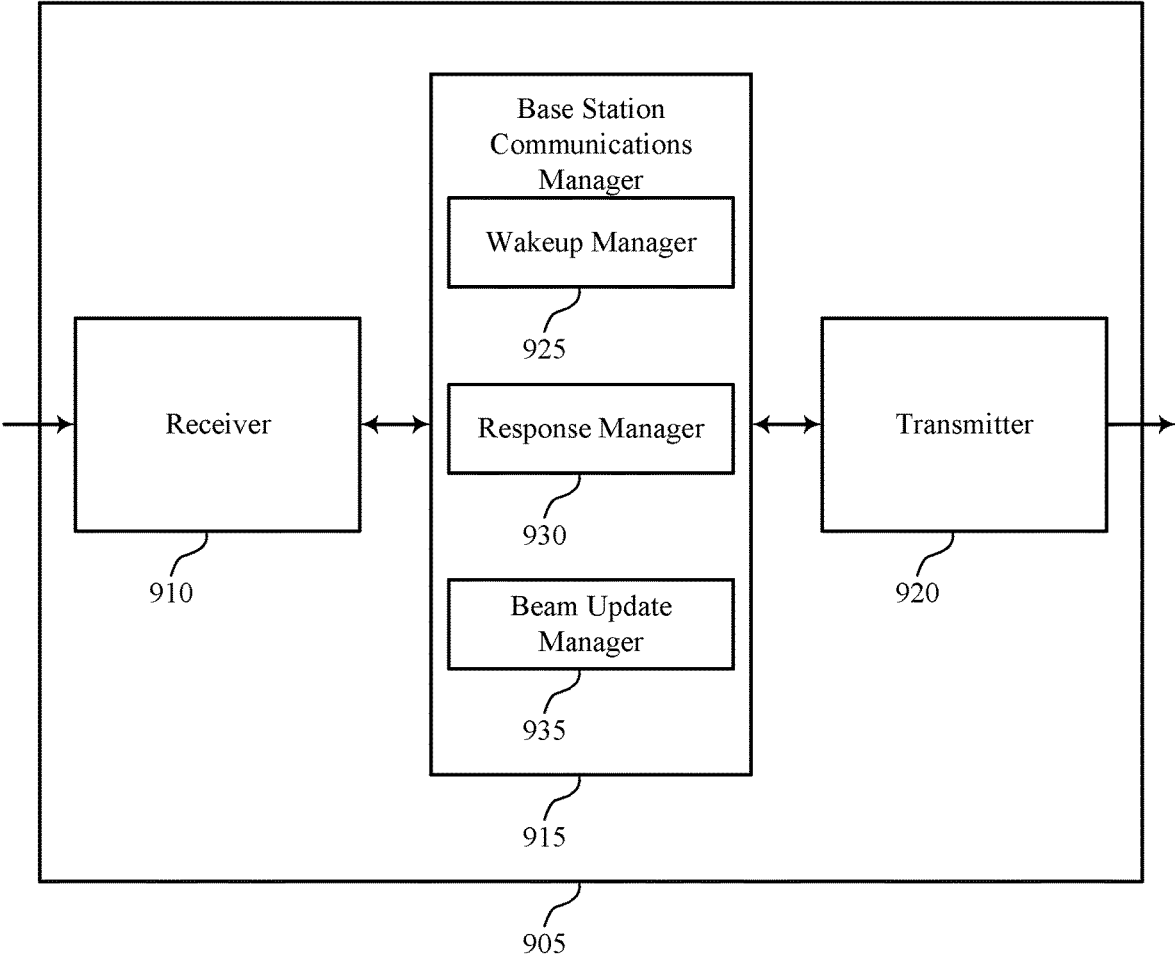 Base Station
Communications
Manager
Wakeup Manager
925
Receiver
910
Response Manager
930
Transmitter
920
Beam Update
Manager
935
915
905